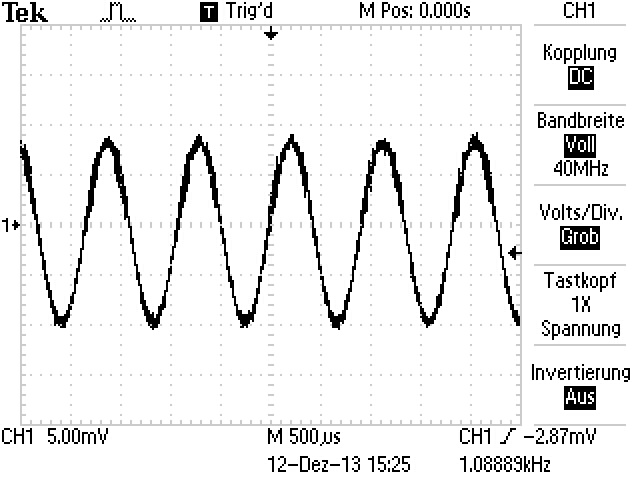 Tek T Trig'd M Pos: 0.000s CH1
Kopplung
DC
Bandbreite
Voll
40MHz
1
Volts/Div.
Grob
Tastkopf
1X
Spannung
Invertierung
Aus
CH1 5.00mV M 500µs CH1 -2.87mV
12-Dez-13 15:25 1.08889kHz